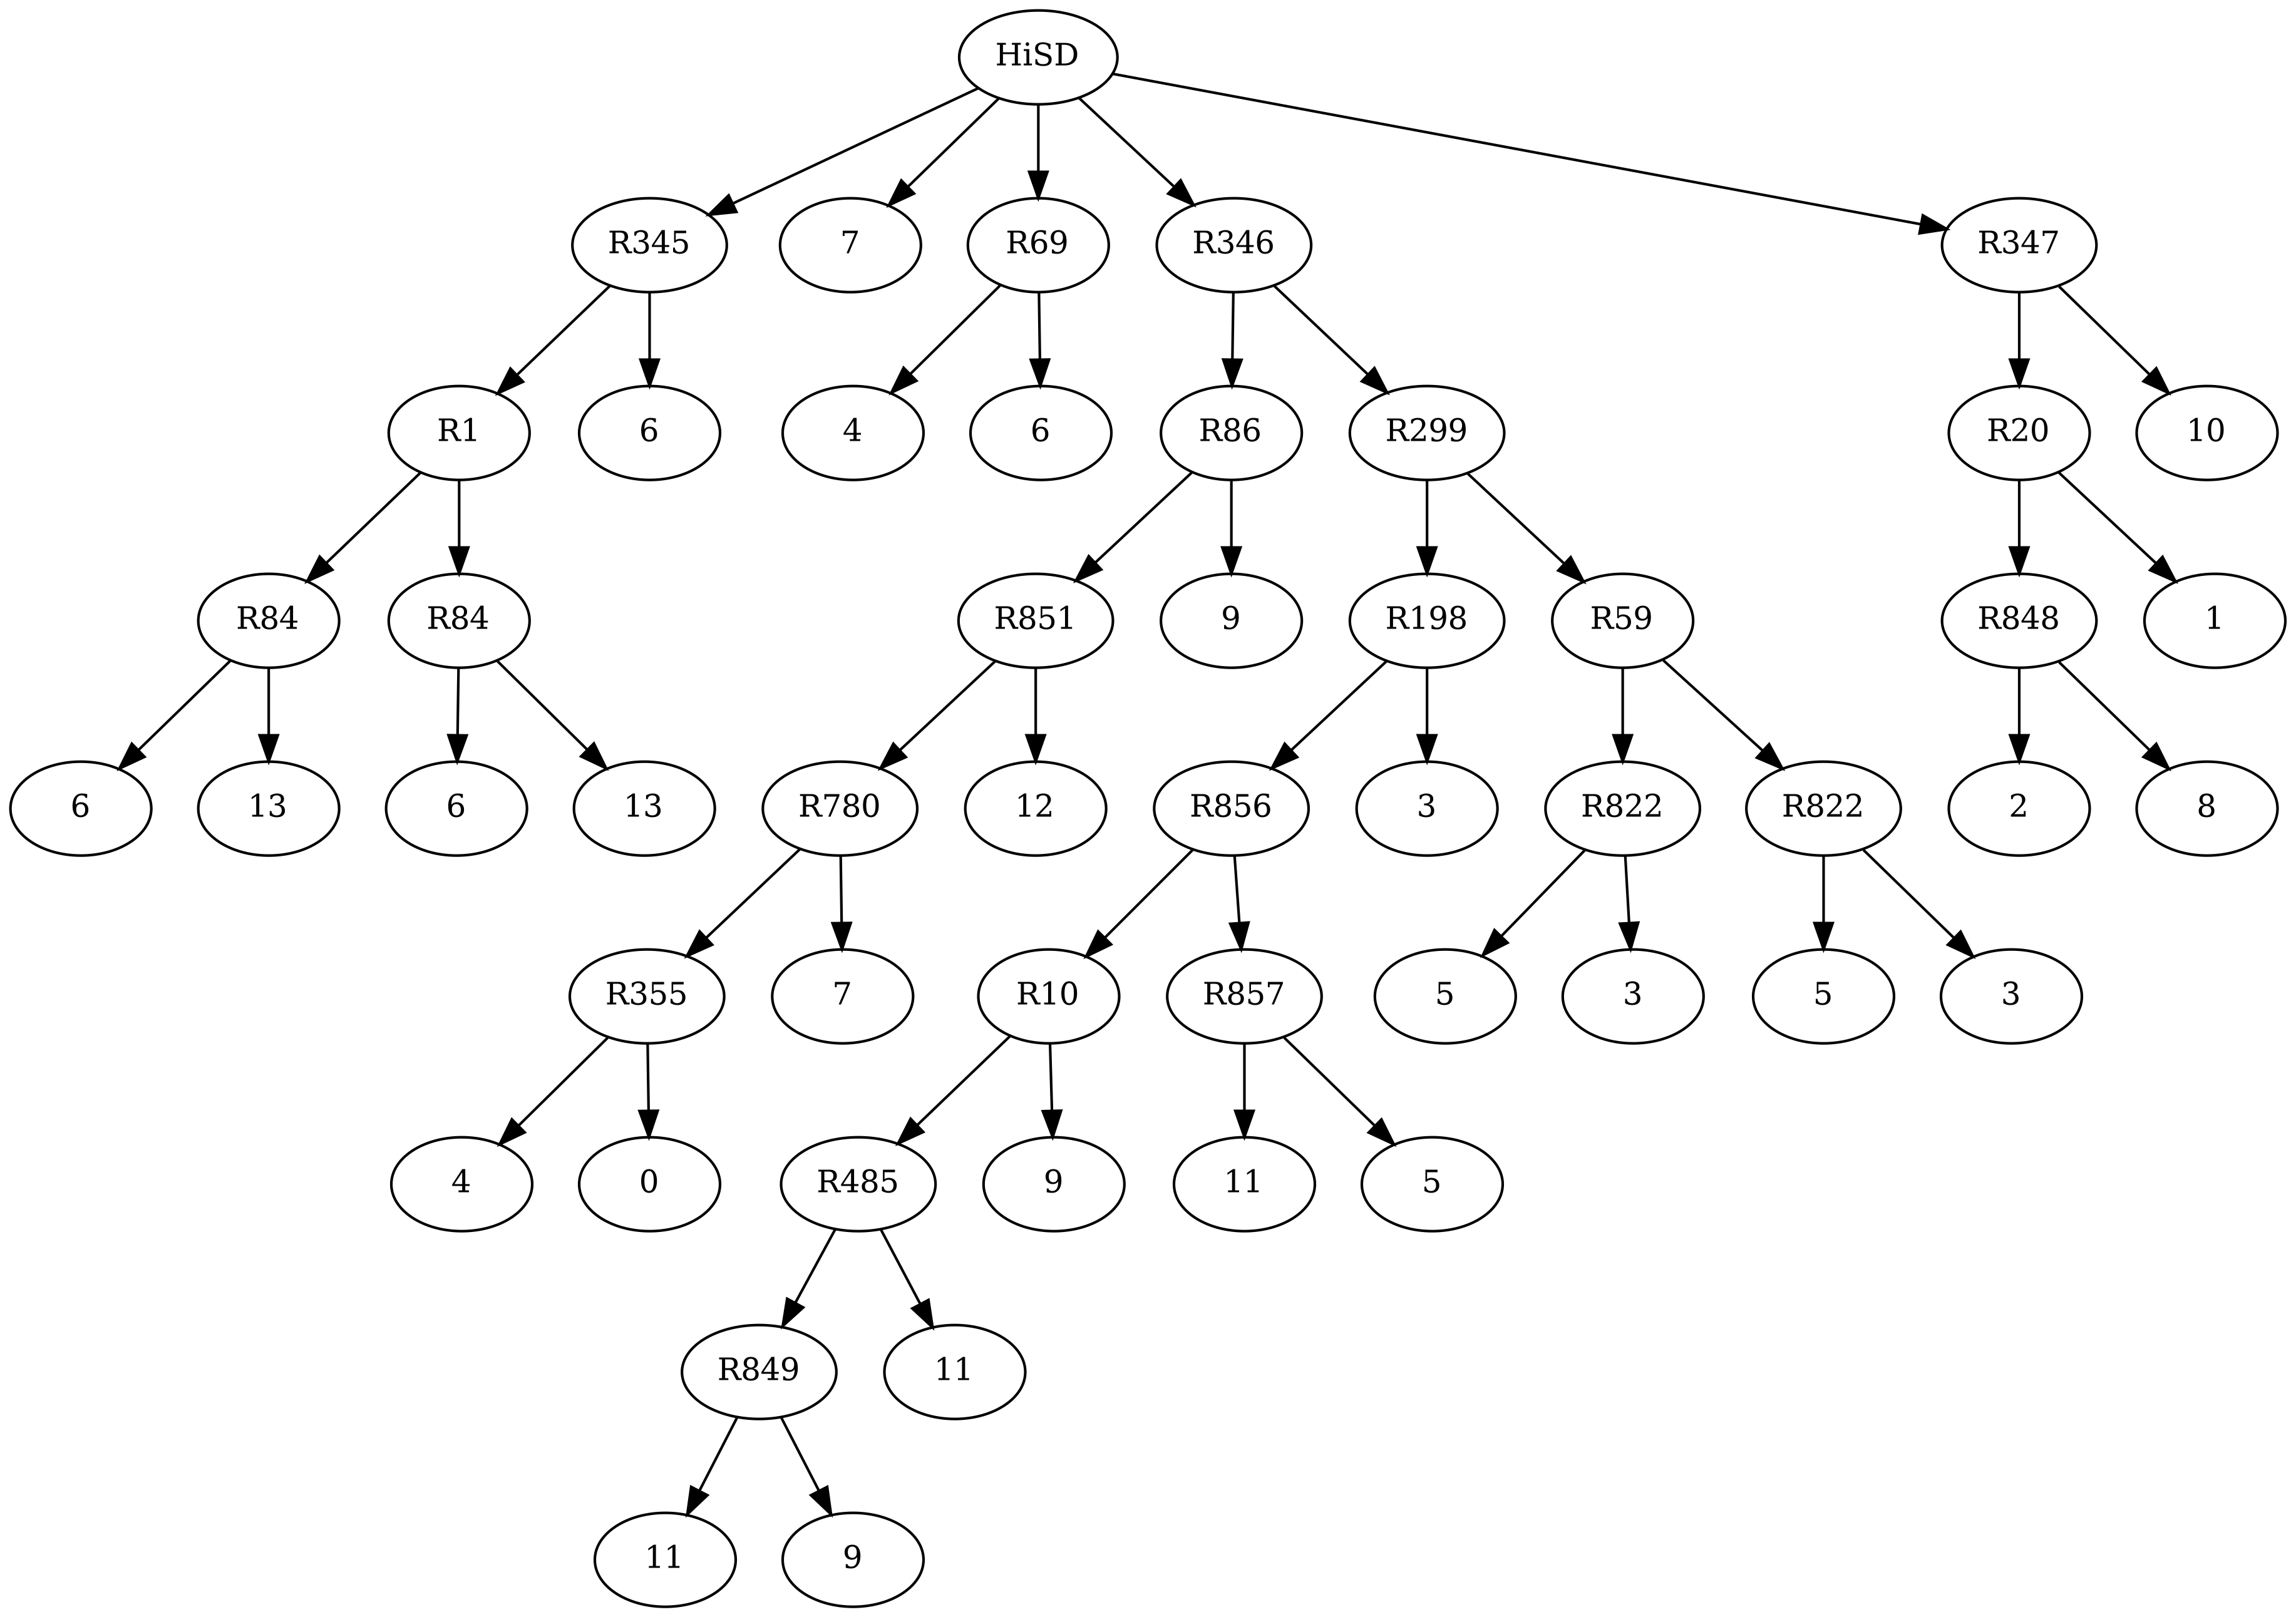 HiSD
R345 7 R69 R346 R347
R1 6 4 6 R86 R299 R20 10
R84 R84 R851 9 R198 R59 R848 1
6 13 6 13 R780 12 R856 3 R822 R822 2 8
R355 7 R10 R857 5 3 5 3
4 0 R485 9 11 5
R849 11
11 9